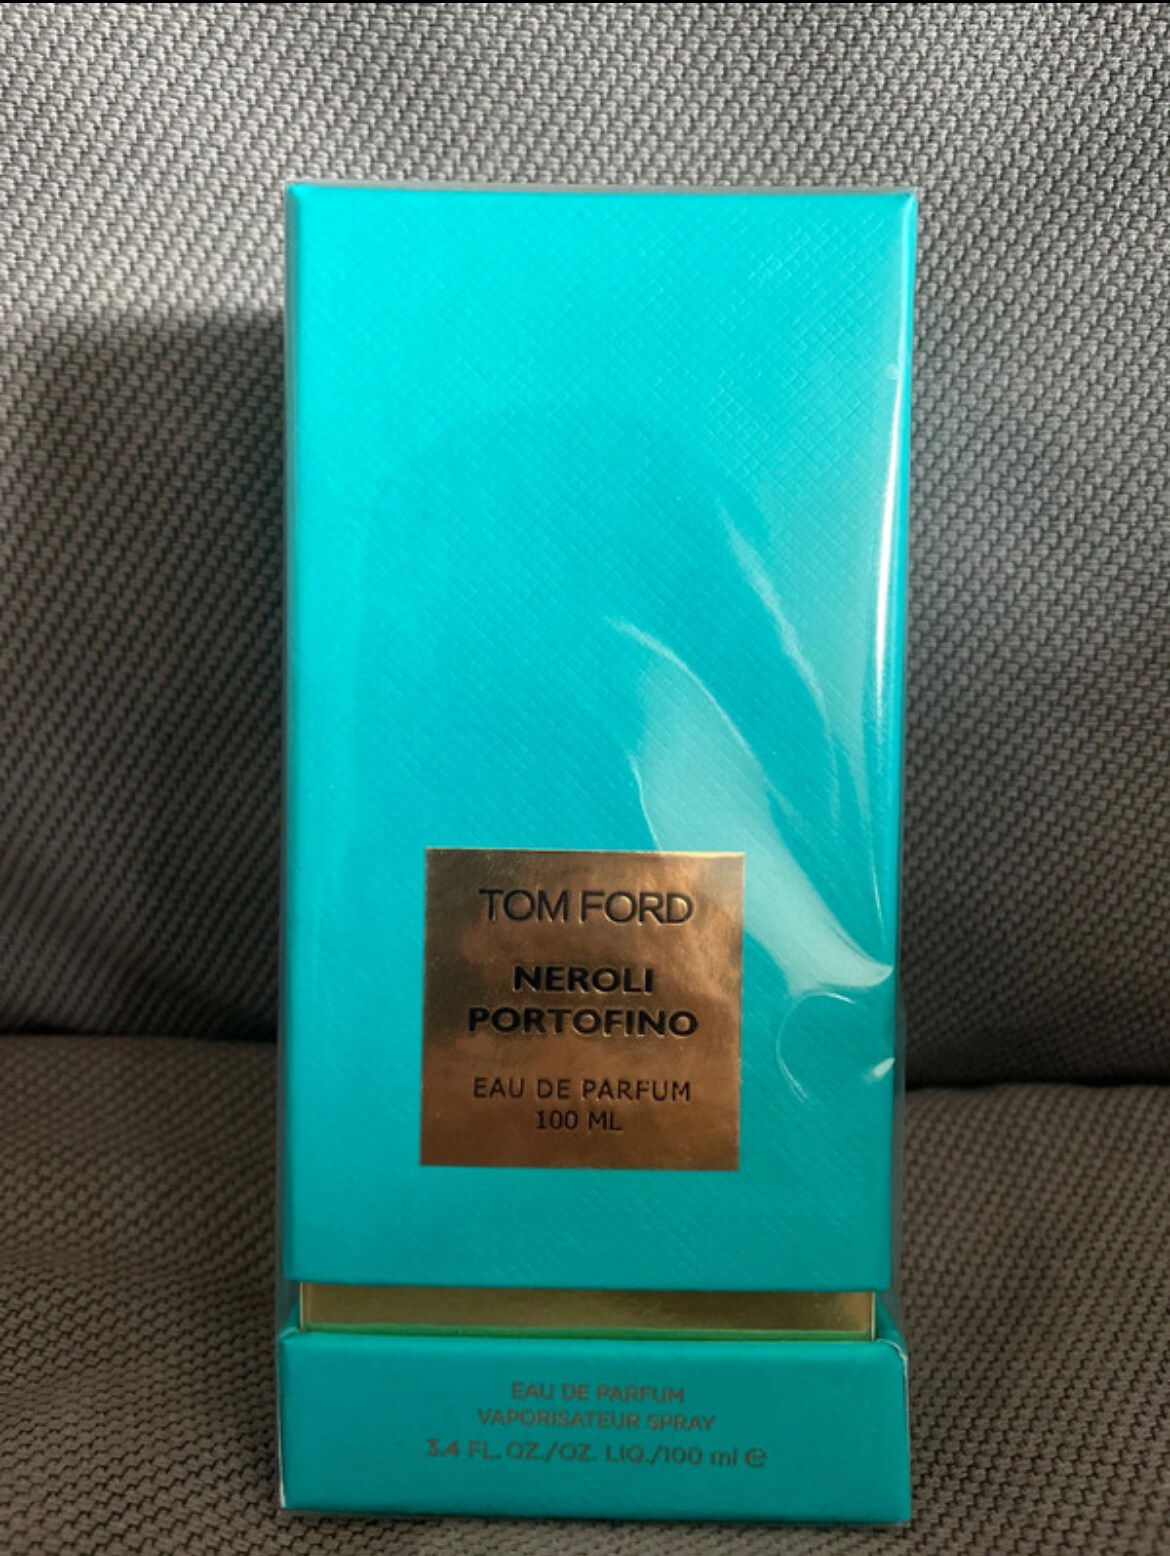 TOM FORD
NEROLI
PORTOFINO
EAU DE PARFUM
100 ML
EAU DE PARFUM
VAPORISATEUR SPRAY
3.4 FL. OZ./OZ. LIQ./100 ml ℮